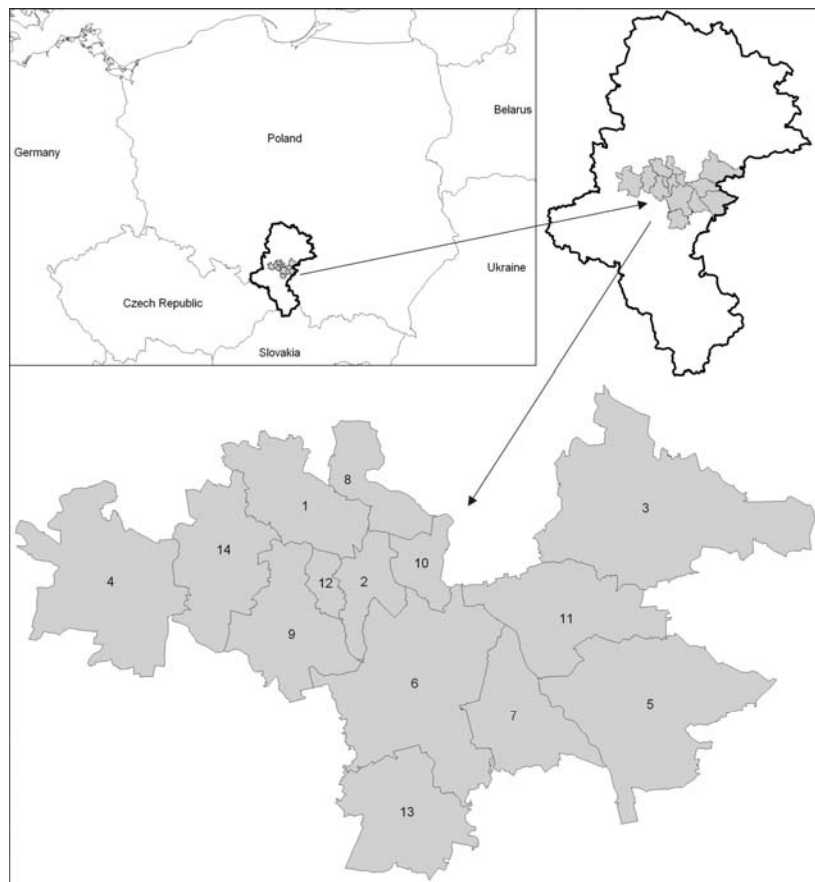 Belarus
Poland
Germany
Ukraine
Czech Republic
Slovakia
8
1
3
14
10
4
12
2
11
9
6
5
7
13